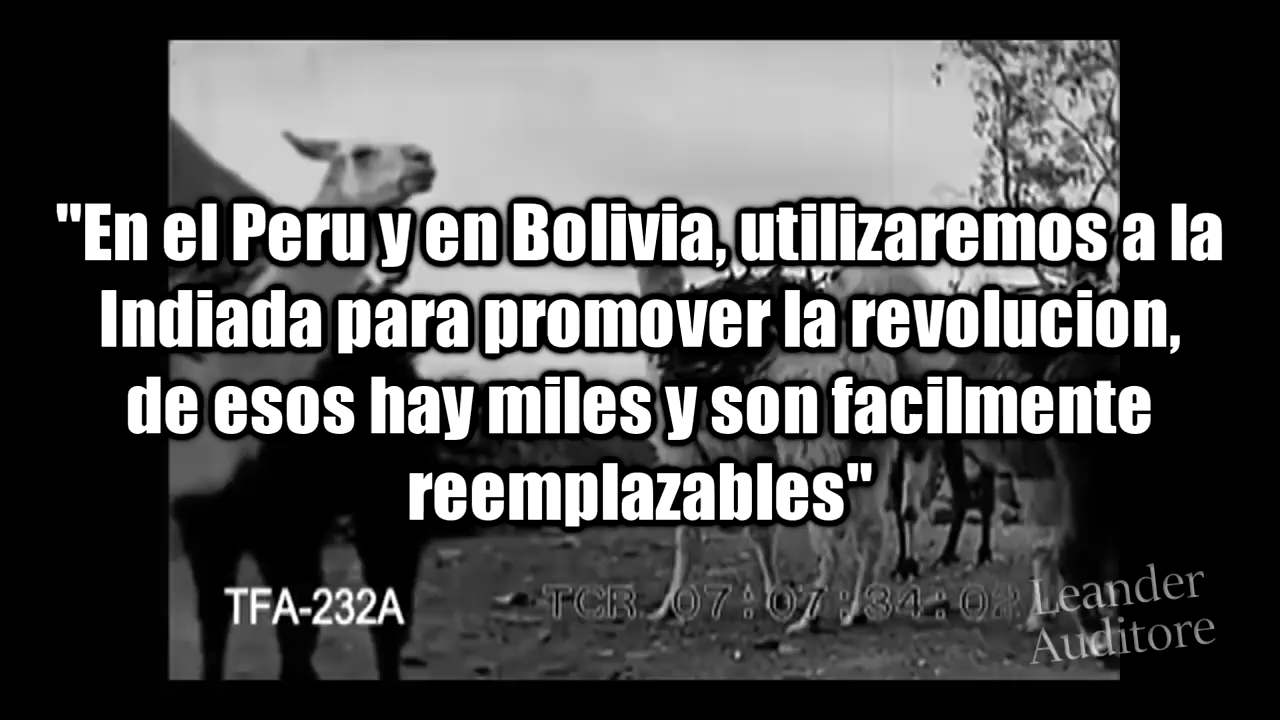 "En el Peru y en Bolivia, utilizaremos a la
Indiada para promover la revolucion,
de esos hay miles y son facilmente
reemplazables"
TFA-232A
TCR 07:07:34:02
Leander
Auditore